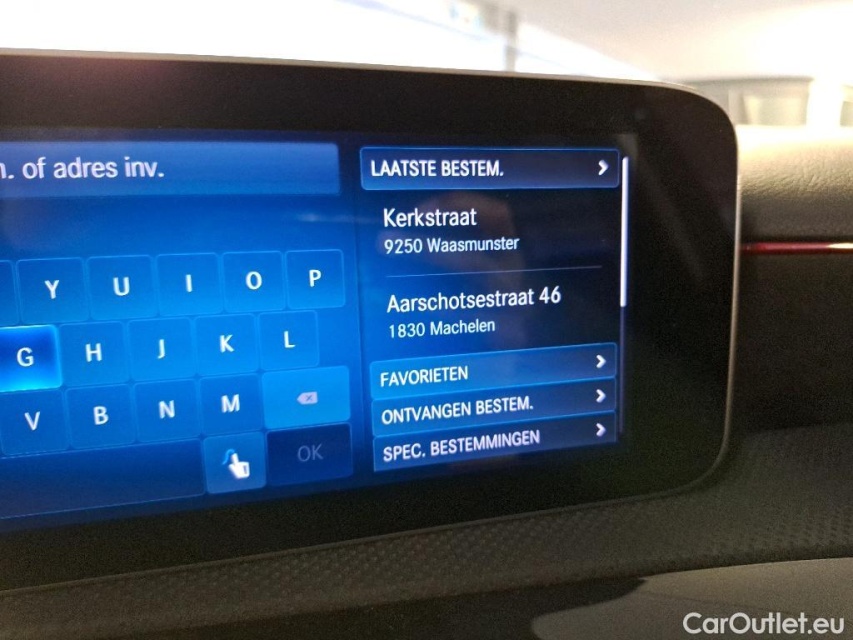 . of adres inv.
LAATSTE BESTEM.
Kerkstraat
9250 Waasmunster
Aarschotsestraat 46
1830 Machelen
FAVORIETEN
ONTVANGEN BESTEM.
SPEC. BESTEMMINGEN
Y U I O P
G H J K L
V B N M
OK
CarOutlet.eu